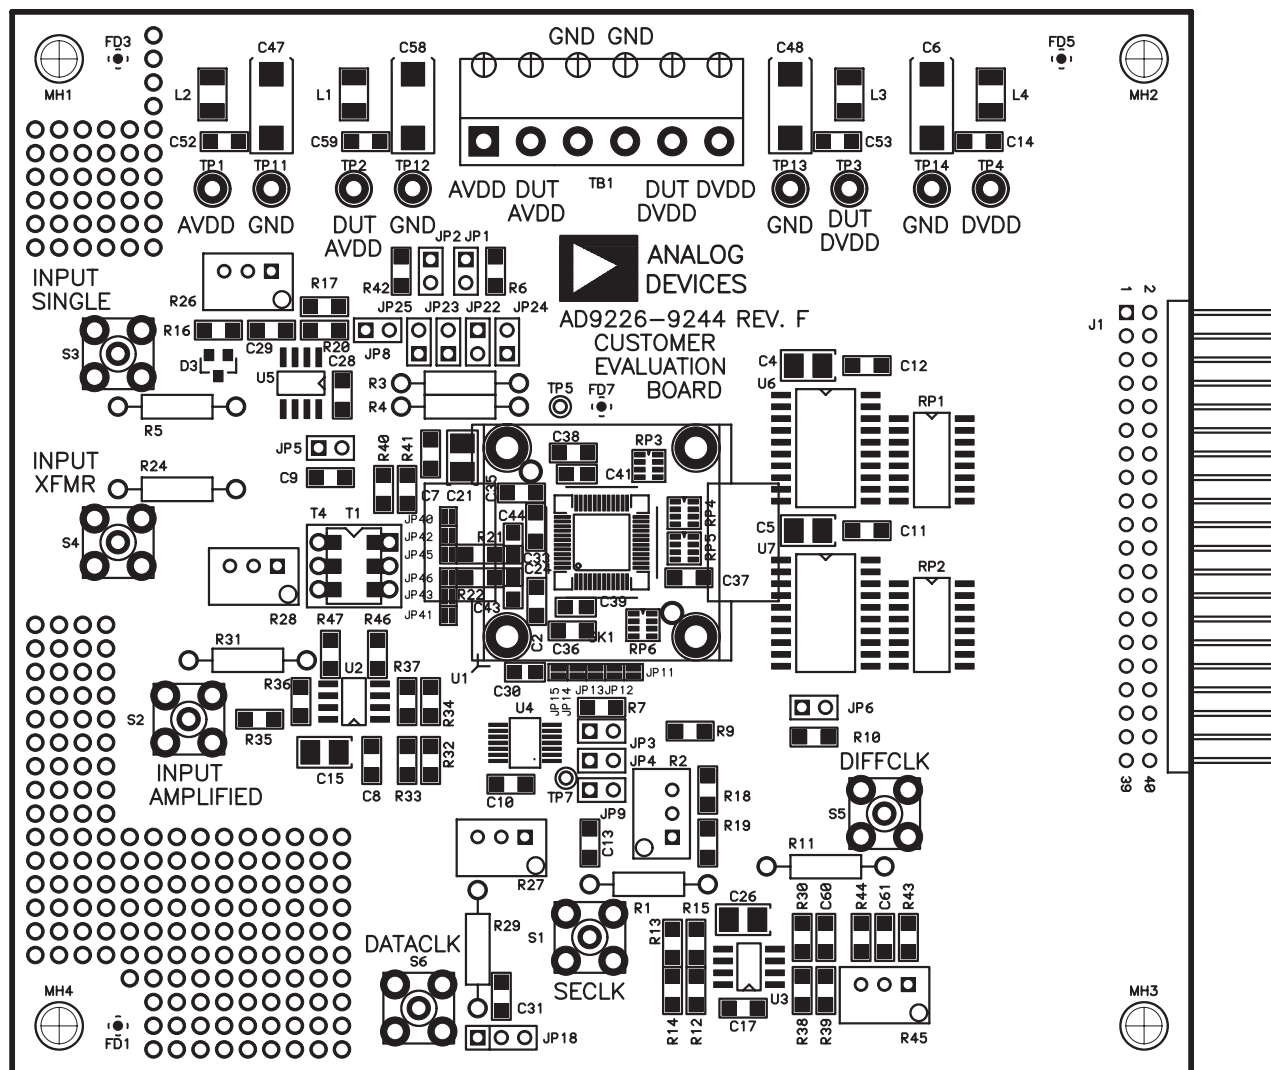 GND GND
FD3
C47
C58
C48
C6
FD5
MH1
L2
L1
L3
L4
MH2
C52
C59
C53
C14
TP1
TP11
TP2
TP12
TB1
TP13
TP3
TP14
TP4
AVDD
GND
DUT
AVDD
GND
AVDD
DUT
AVDD
DUT
DVDD
DVDD
GND
DUT
DVDD
GND
DVDD
ANALOG
DEVICES
AD9226-9244 REV. F
CUSTOMER
EVALUATION
BOARD
JP2
JP1
R42
R6
INPUT
SINGLE
R26
R17
JP25
JP23
JP22
JP24
R16
C29
R20
JP8
S3
D3
U5
C28
R3
R4
R5
TP5
FD7
C4
C12
U6
RP1
J1
1
2
39
40
INPUT
XFMR
R24
JP5
C9
R40
R41
C7
C21
C38
RP3
C41
C35
C44
RP4
RP5
C5
C11
U7
RP2
S4
T4
T1
JP40
JP42
JP45
JP46
JP43
JP41
R21
R22
C33
C24
C43
C2
C39
C36
SK1
RP6
C37
R28
R47
R46
R31
U2
R36
R37
R34
U1
C30
JP15
JP14
JP13
JP12
JP11
S2
R35
U4
R7
JP3
R9
JP6
R10
C15
C8
R33
R32
INPUT
AMPLIFIED
C10
TP7
JP4
JP9
R2
R18
R19
DIFFCLK
S5
R27
C13
R11
R1
R29
DATACLK
S6
S1
SECLK
C31
JP18
R13
R15
R14
R12
C26
U3
C17
R30
C60
R44
C61
R43
R38
R39
R45
MH4
FD1
MH3